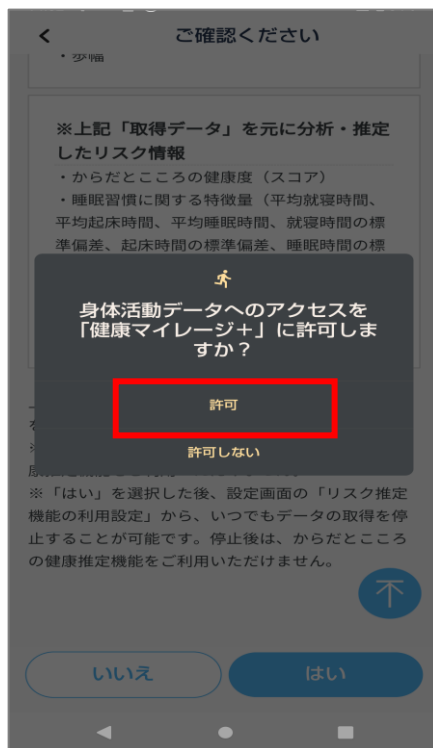 ご確認ください
・歩幅
※上記「取得データ」を元に分析・推定
したリスク情報
・からだとこころの健康度（スコア）
・睡眠習慣に関する特徴量（平均就寝時間、
平均起床時間、平均睡眠時間、就寝時間の標
準偏差、起床時間の標準偏差、睡眠時間の標
身体活動データへのアクセスを
「健康マイレージ＋」に許可しま
すか？
許可
許可しない
※「はい」を選択した後、設定画面の「リスク推定
機能の利用設定」から、いつでもデータの取得を停
止することが可能です。停止後は、からだとこころ
の健康推定機能をご利用いただけません。
いいえ
はい